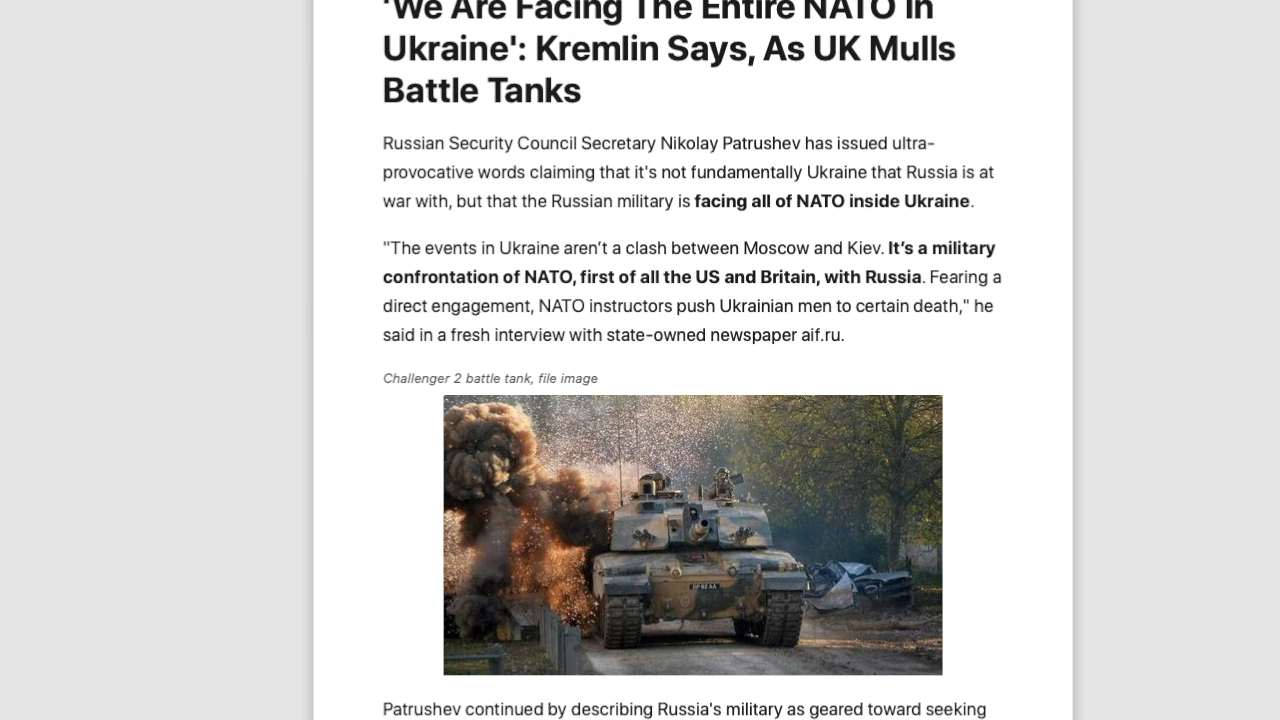 'We Are Facing The Entire NATO In
Ukraine': Kremlin Says, As UK Mulls
Battle Tanks
Russian Security Council Secretary Nikolay Patrushev has issued ultra-
provocative words claiming that it's not fundamentally Ukraine that Russia is at
war with, but that the Russian military is facing all of NATO inside Ukraine.
"The events in Ukraine aren’t a clash between Moscow and Kiev. It’s a military
confrontation of NATO, first of all the US and Britain, with Russia. Fearing a
direct engagement, NATO instructors push Ukrainian men to certain death," he
said in a fresh interview with state-owned newspaper aif.ru.
Challenger 2 battle tank, file image
Patrushev continued by describing Russia's military as geared toward seeking